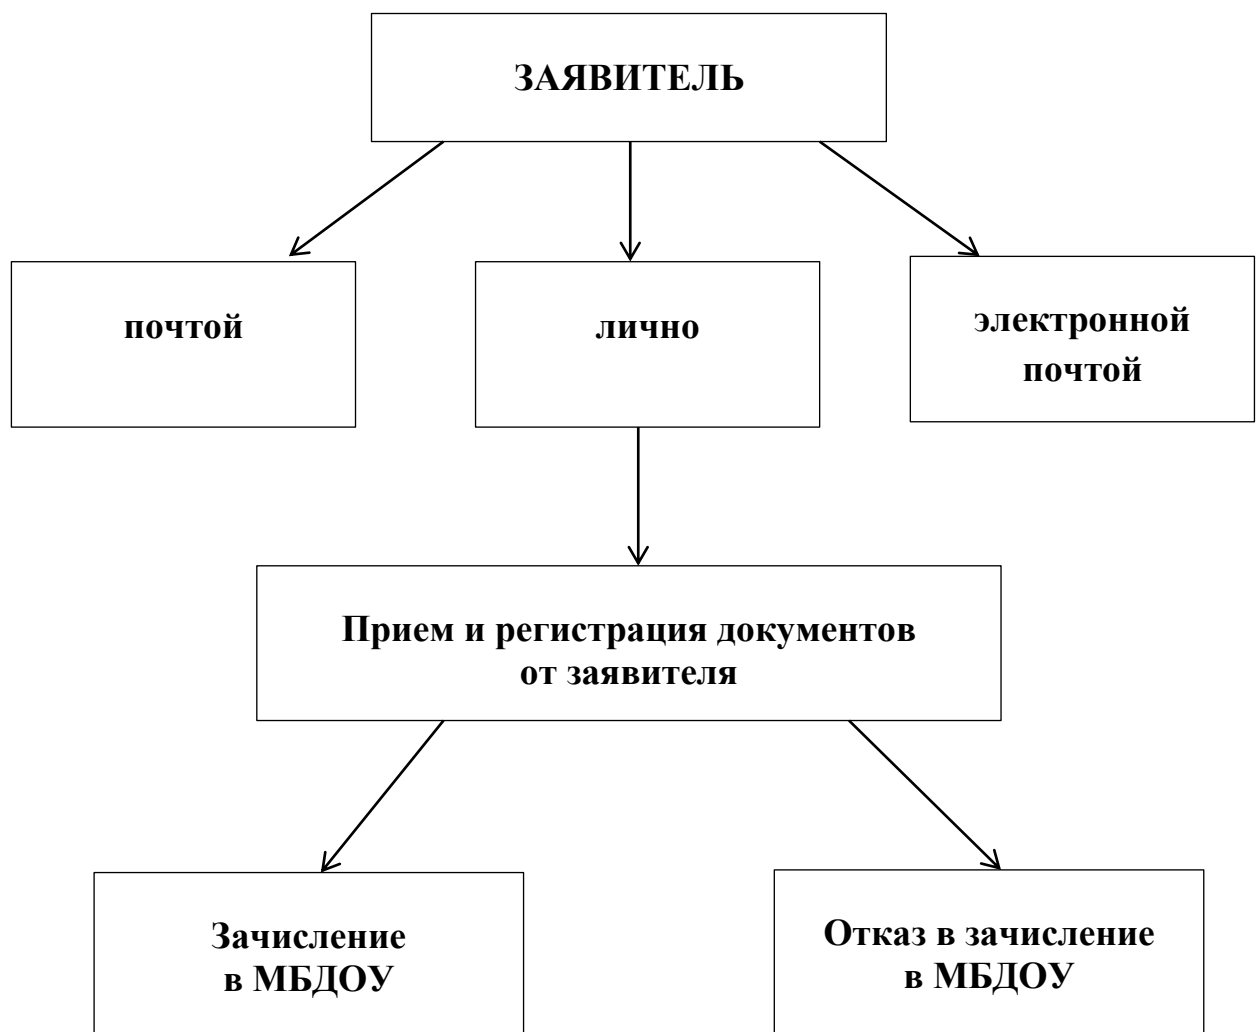 ЗАЯВИТЕЛЬ
почтой
лично
электронной
почтой
Прием и регистрация документов
от заявителя
Зачисление
в МБДОУ
Отказ в зачисление
в МБДОУ